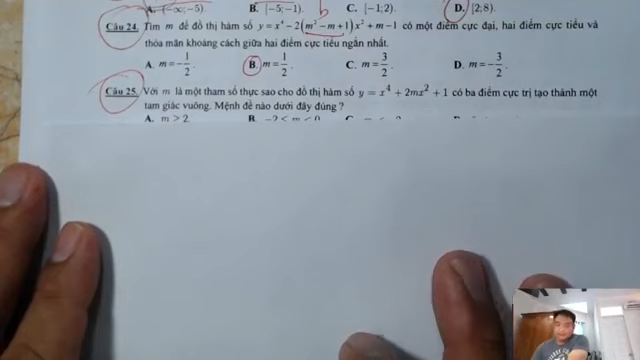 A. (-∞;-5). B. [-5;-1). C. [-1;2). D. [2;8).
b
Câu 24. Tìm m để đồ thị hàm số y = x⁴ - 2(m² - m + 1)x² + m - 1 có một điểm cực đại, hai điểm cực tiểu và
thỏa mãn khoảng cách giữa hai điểm cực tiểu ngắn nhất.
A. m = -1/2. B. m = 1/2. C. m = 3/2. D. m = -3/2.
Câu 25. Với m là một tham số thực sao cho đồ thị hàm số y = x⁴ + 2mx² + 1 có ba điểm cực trị tạo thành một
tam giác vuông. Mệnh đề nào dưới đây đúng ?
A. m > 2 B. -2 < m < 0